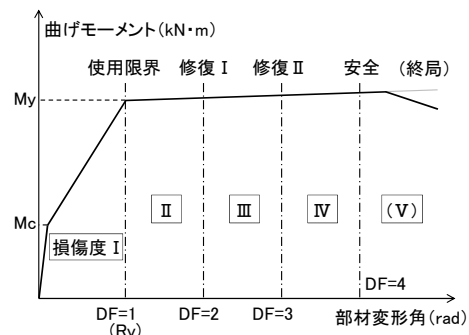 曲げモーメント(kN・m)
使用限界 修復Ⅰ 修復Ⅱ 安全 (終局)
My
Mc
損傷度 Ⅰ
Ⅱ
Ⅲ
Ⅳ
(Ⅴ)
DF=4
DF=1 DF=2 DF=3 部材変形角(rad)
(Ry)